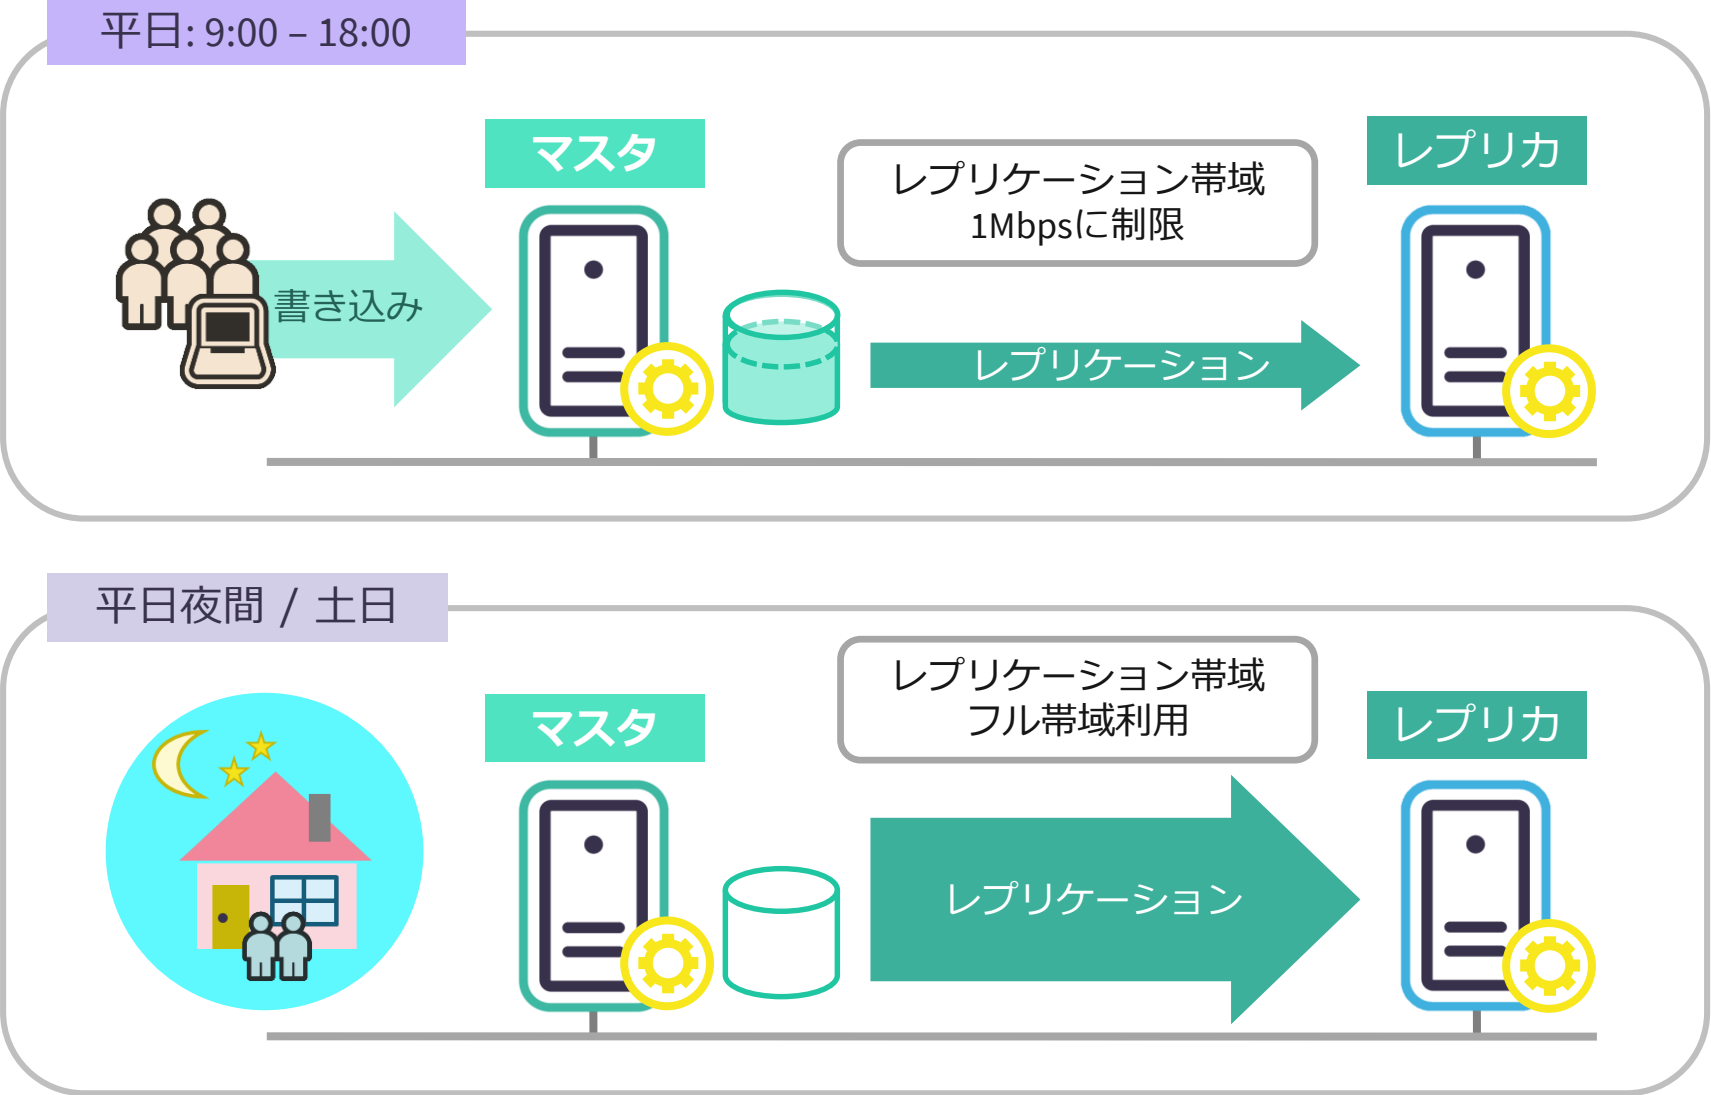 平日: 9:00 – 18:00
マスタ
レプリカ
レプリケーション帯域
1Mbpsに制限
書き込み
レプリケーション
平日夜間 / 土日
マスタ
レプリカ
レプリケーション帯域
フル帯域利用
レプリケーション